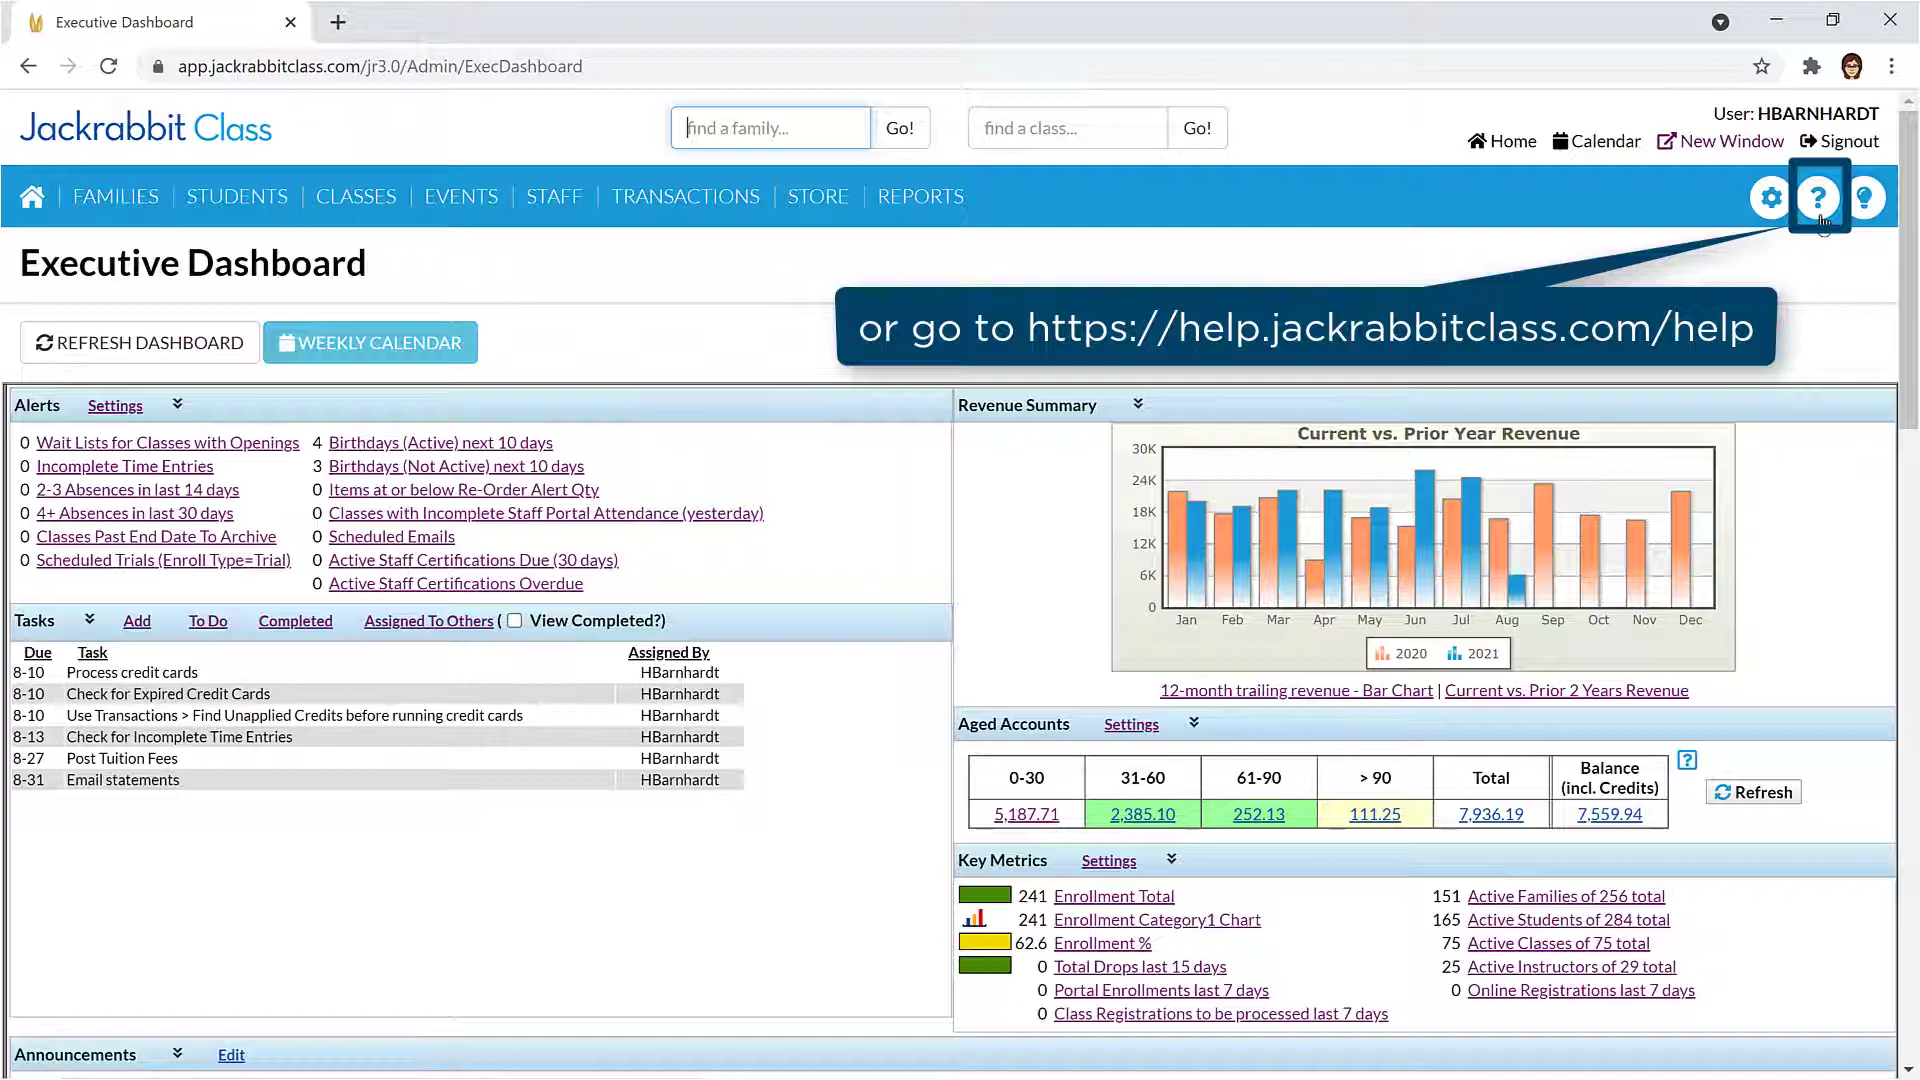 Executive Dashboard
app.jackrabbitclass.com/jr3.0/Admin/ExecDashboard
Jackrabbit Class
find a family... Go! find a class... Go!
User: HBARNHARDT
Home Calendar New Window Signout
FAMILIES STUDENTS CLASSES EVENTS STAFF TRANSACTIONS STORE REPORTS ?
Executive Dashboard
or go to https://help.jackrabbitclass.com/help
REFRESH DASHBOARD WEEKLY CALENDAR
Alerts Settings
0 Wait Lists for Classes with Openings 4 Birthdays (Active) next 10 days
0 Incomplete Time Entries 3 Birthdays (Not Active) next 10 days
0 2-3 Absences in last 14 days 0 Items at or below Re-Order Alert Qty
0 4+ Absences in last 30 days 0 Classes with Incomplete Staff Portal Attendance (yesterday)
0 Classes Past End Date To Archive 0 Scheduled Emails
0 Scheduled Trials (Enroll Type=Trial) 0 Active Staff Certifications Due (30 days)
0 Active Staff Certifications Overdue
Tasks Add To Do Completed Assigned To Others ( View Completed?)
Due Task Assigned By
8-10 Process credit cards HBarnhardt
8-10 Check for Expired Credit Cards HBarnhardt
8-10 Use Transactions > Find Unapplied Credits before running credit cards HBarnhardt
8-13 Check for Incomplete Time Entries HBarnhardt
8-27 Post Tuition Fees HBarnhardt
8-31 Email statements HBarnhardt
Revenue Summary
Current vs. Prior Year Revenue
30K
24K
18K
12K
6K
0
Jan Feb Mar Apr May Jun Jul Aug Sep Oct Nov Dec
2020 2021
12-month trailing revenue - Bar Chart | Current vs. Prior 2 Years Revenue
Aged Accounts Settings
0-30 31-60 61-90 > 90 Total Balance (incl. Credits) ?
5,187.71 2,385.10 252.13 111.25 7,936.19 7,559.94
Refresh
Key Metrics Settings
241 Enrollment Total 151 Active Families of 256 total
241 Enrollment Category1 Chart 165 Active Students of 284 total
62.6 Enrollment % 75 Active Classes of 75 total
0 Total Drops last 15 days 25 Active Instructors of 29 total
0 Portal Enrollments last 7 days 0 Online Registrations last 7 days
0 Class Registrations to be processed last 7 days
Announcements Edit